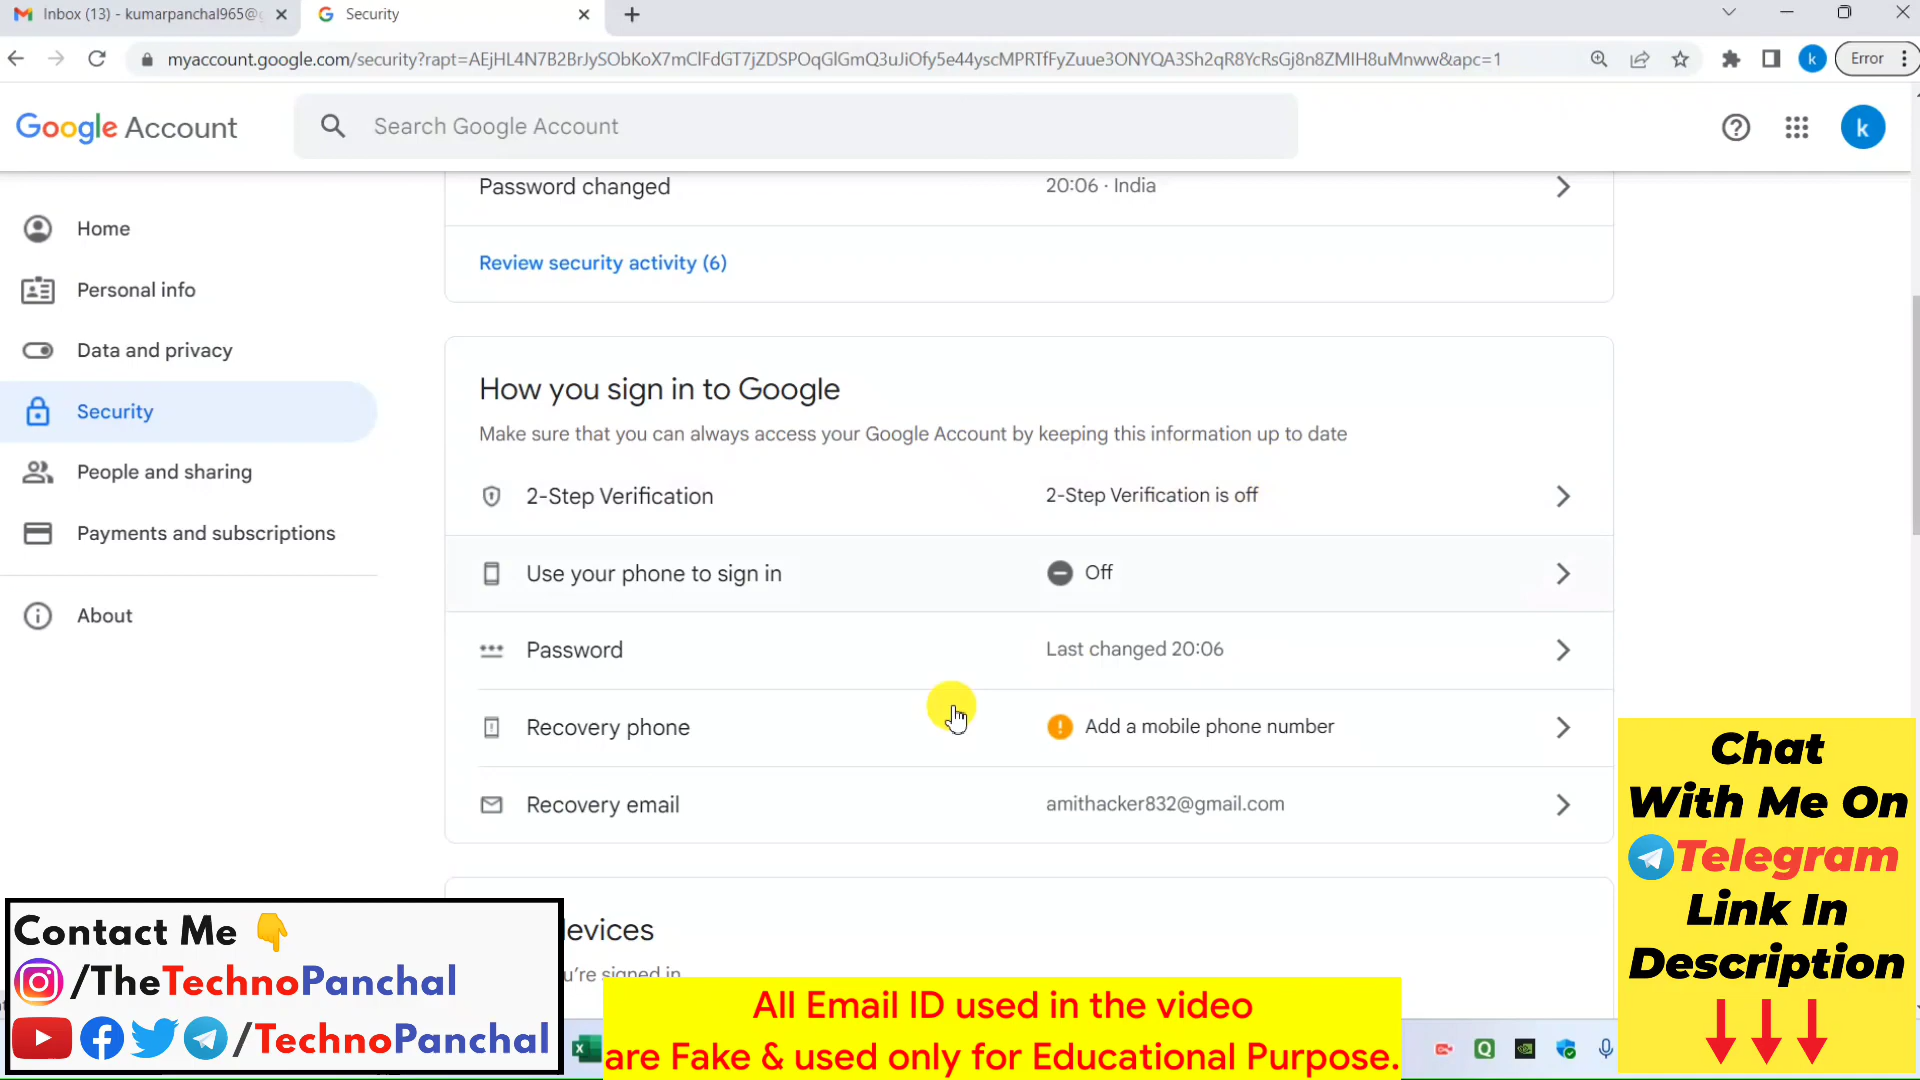 Inbox (13) - kumarpanchal965@g
Security
myaccount.google.com/security?rapt=AEjHL4N7B2BrJySObKoX7mClFdGT7jZDSPOqGlGmQ3uJiOfy5e44yscMPRTfFyZuue3ONYQA3Sh2qR8YcRsGj8n8ZMIH8uMnww&apc=1
k
Error
Google Account
Search Google Account
k
Password changed
20:06 · India
Home
Review security activity (6)
Personal info
Data and privacy
How you sign in to Google
Security
Make sure that you can always access your Google Account by keeping this information up to date
People and sharing
2-Step Verification
2-Step Verification is off
Payments and subscriptions
Use your phone to sign in
Off
About
Password
Last changed 20:06
Recovery phone
Add a mobile phone number
Recovery email
amithacker832@gmail.com
Chat
With Me On
Telegram
Link In
Description
Contact Me
/TheTechnoPanchal
/TechnoPanchal
evices
u're signed in
All Email ID used in the video
are Fake & used only for Educational Purpose.